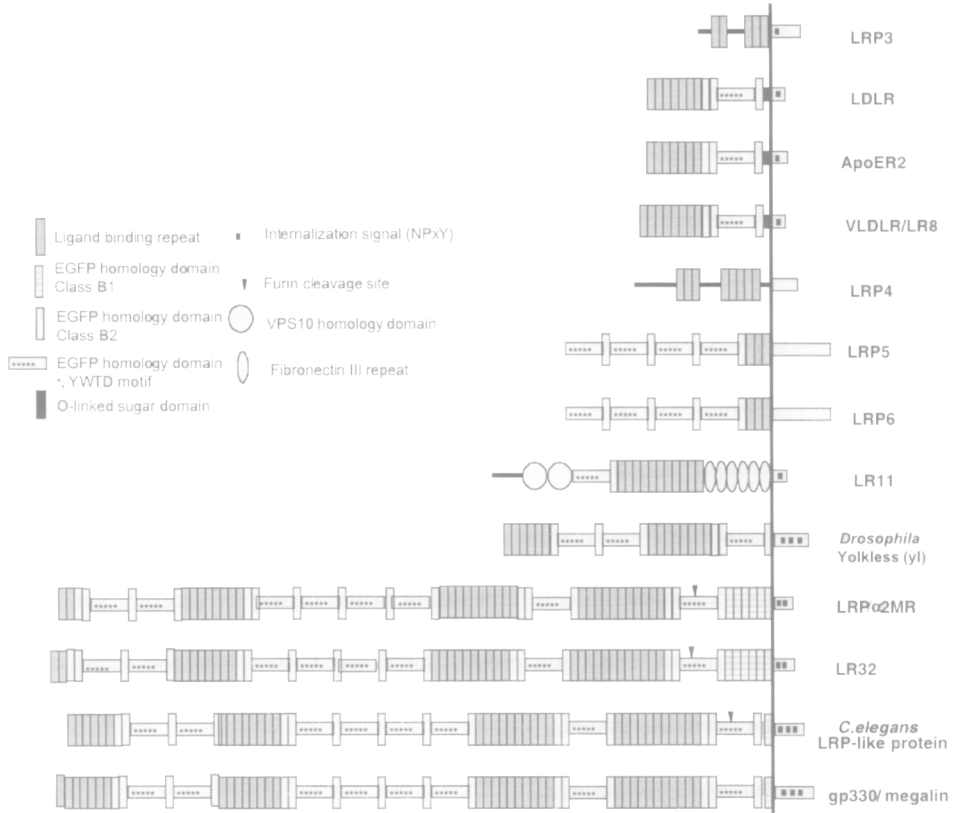 LRP3
LDLR
ApoER2
VLDLR/LR8
LRP4
LRP5
LRP6
LR11
Drosophila
Yolkless (yl)
LRP/α2MR
LR32
C.elegans
LRP-like protein
gp330/ megalin
Ligand binding repeat
EGFP homology domain
Class B1
EGFP homology domain
Class B2
EGFP homology domain
*, YWTD motif
O-linked sugar domain
Internalization signal (NPxY)
Furin cleavage site
VPS10 homology domain
Fibronectin III repeat